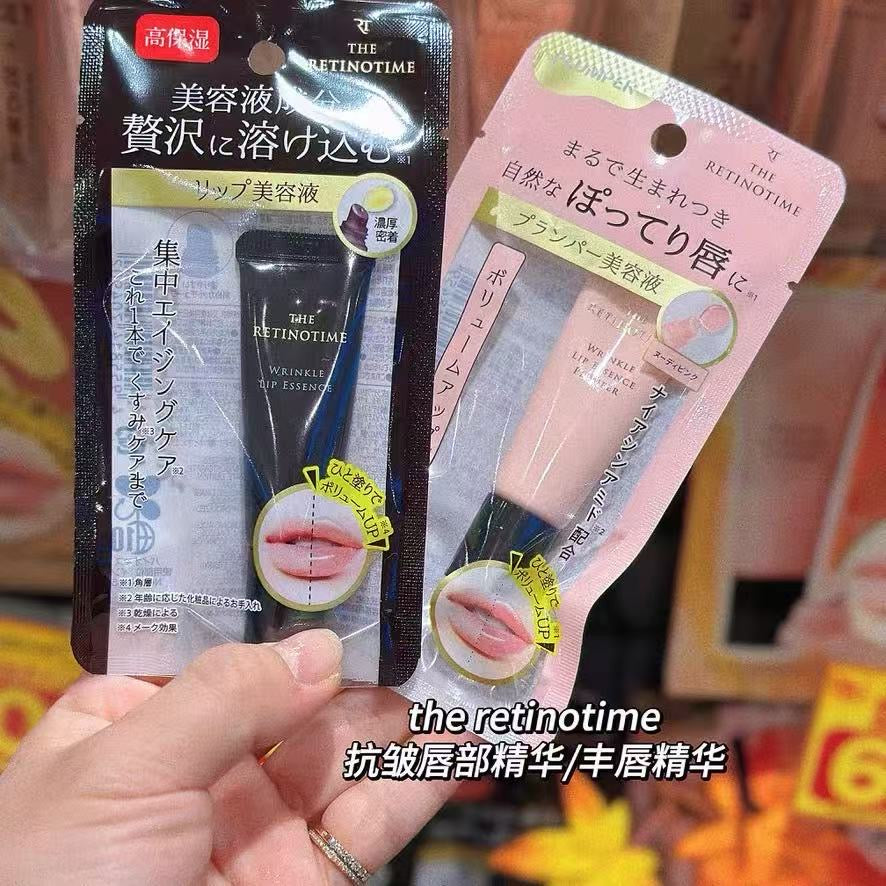 高保湿
RT
THE
RETINOTIME
美容液成分
贅沢に溶け込む※1
リップ美容液
濃厚
密着
集中エイジングケア※2
これ1本でくすみケアまで
※3
THE
RETINOTIME
WRINKLE
LIP ESSENCE
ひと塗りで
ボリュームUP※4
※1 角層
※2 年齢に応じた化粧品によるお手入れ
※3 乾燥による
※4 メーク効果
PLUMPER
RT
THE
RETINOTIME
まるで生まれつき
自然なぽってり唇に※1
プランパー美容液
ボリュームアップ
ヌーディピンク
WRINKLE
LIP ESSENCE
PLUMPER
ナイアシンアミド※2配合
ひと塗りで
ボリュームUP※1
the retinotime
抗皱唇部精华/丰唇精华